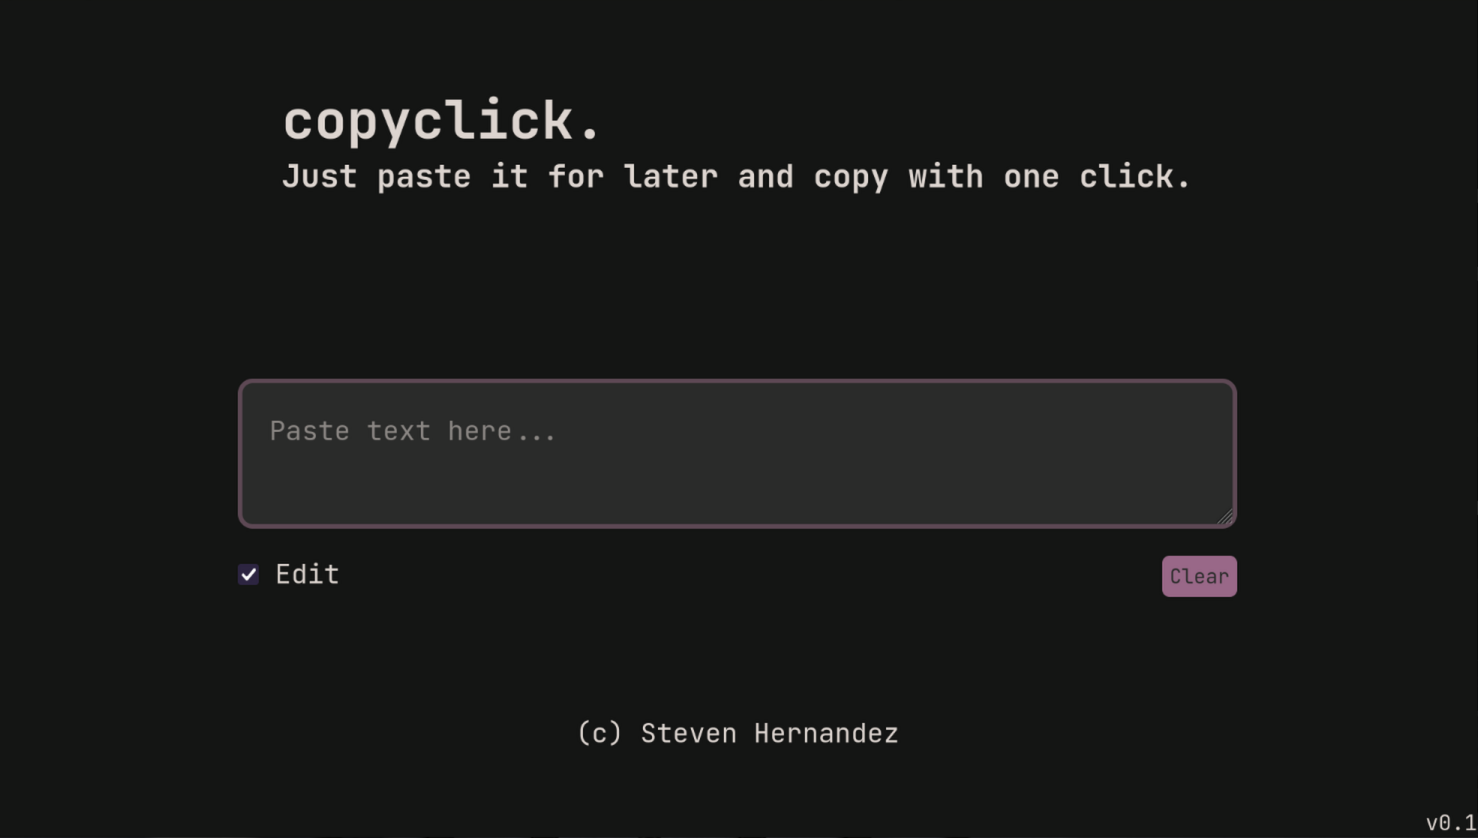 copyclick.
Just paste it for later and copy with one click.
Paste text here...
Edit
Clear
(c) Steven Hernandez
v0.1